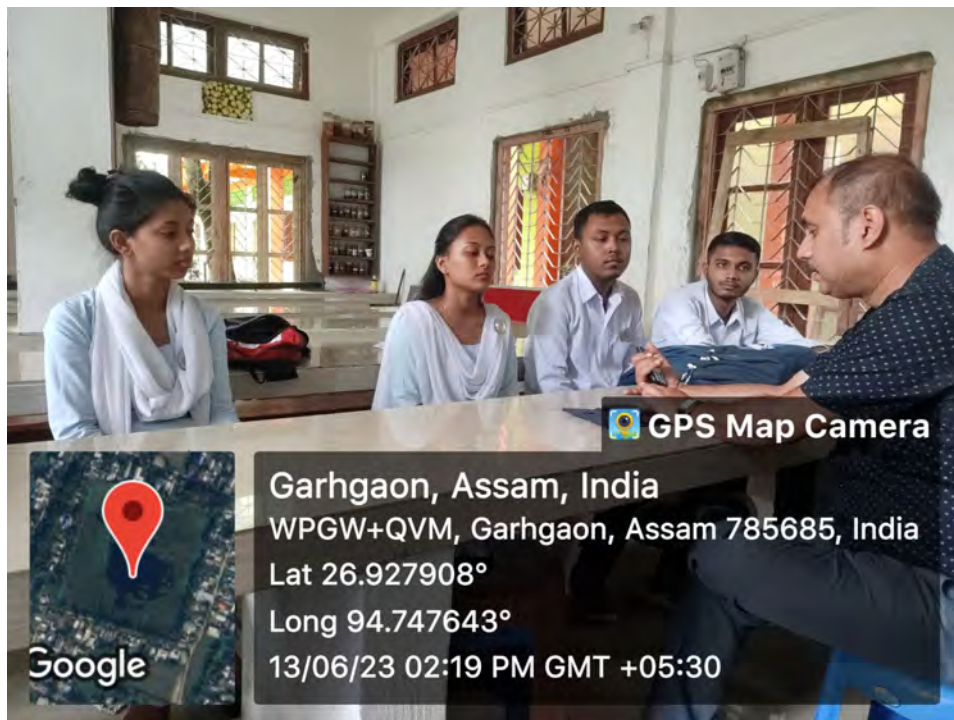 GPS Map Camera
Garhgaon, Assam, India
WPGW+QVM, Garhgaon, Assam 785685, India
Lat 26.927908°
Long 94.747643°
13/06/23 02:19 PM GMT +05:30
Google